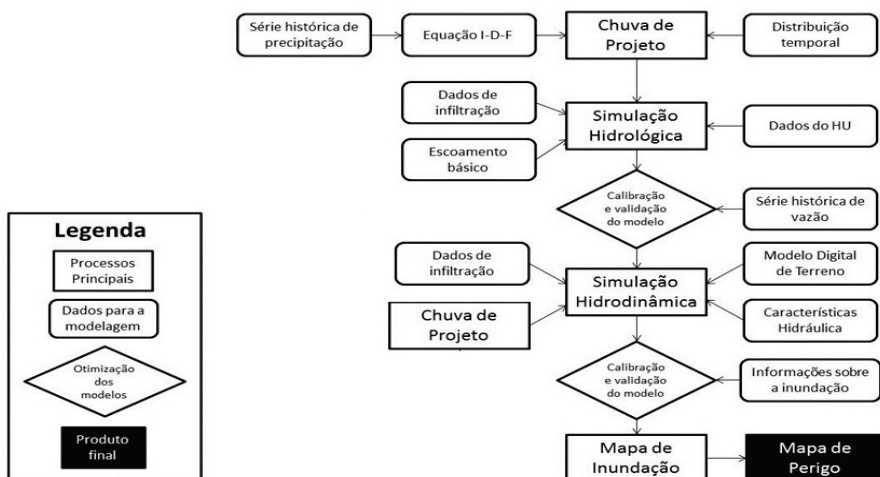 Série histórica de
precipitação
Equação I-D-F
Chuva de
Projeto
Distribuição
temporal
Dados de
infiltração
Simulação
Hidrológica
Dados do HU
Escoamento
básico
Calibração
e validação
do modelo
Série histórica de
vazão
Dados de
infiltração
Simulação
Hidrodinâmica
Modelo Digital
de Terreno
Chuva de
Projeto
Características
Hidráulica
Calibração
e validação
do modelo
Informações sobre
a inundação
Mapa de
Inundação
Mapa de
Perigo
Legenda
Processos
Principais
Dados para a
modelagem
Otimização
dos
modelos
Produto
final